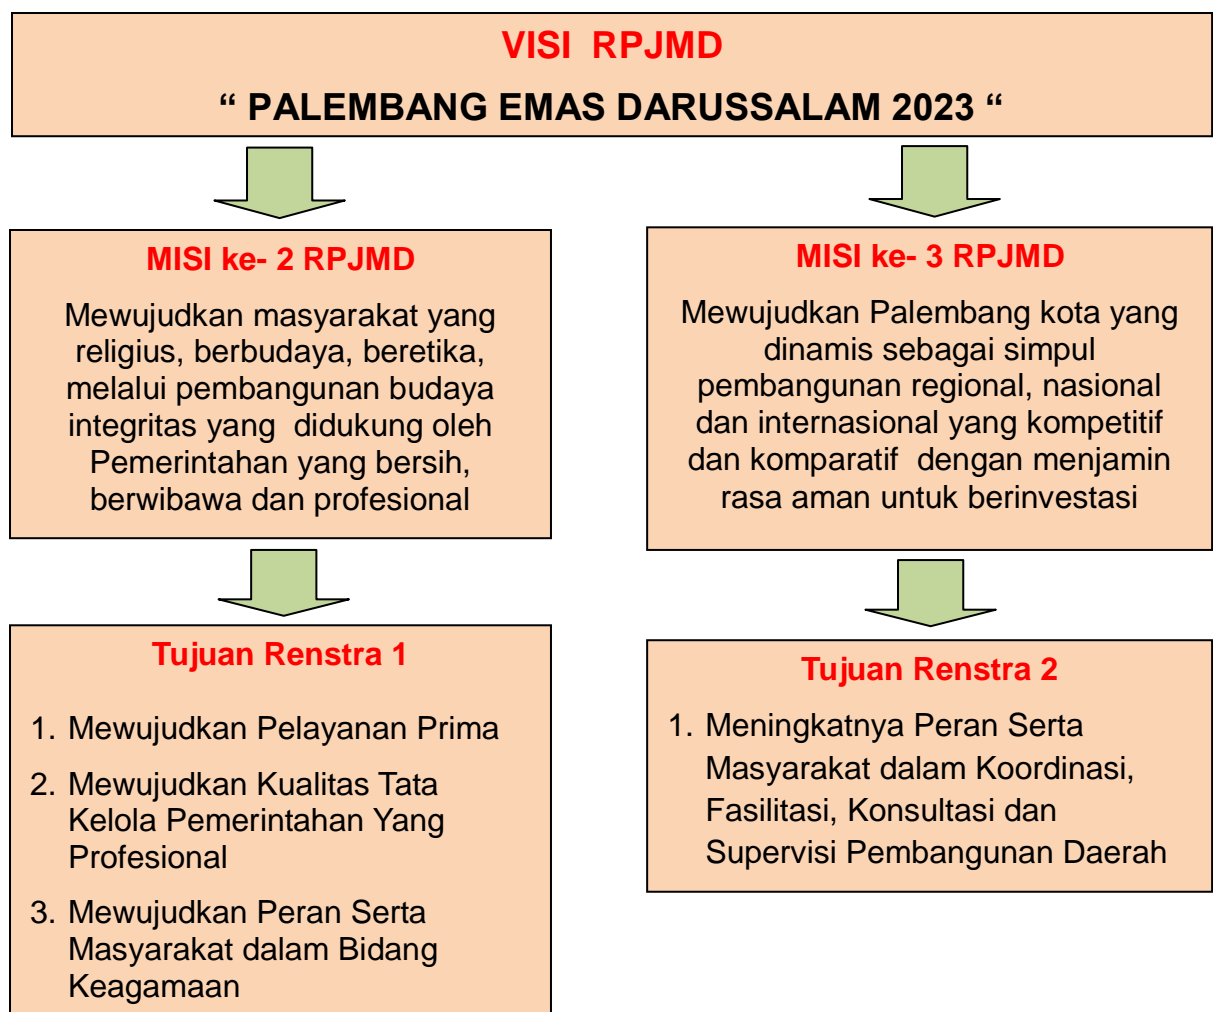 VISI RPJMD
“ PALEMBANG EMAS DARUSSALAM 2023 “
MISI ke- 2 RPJMD
Mewujudkan masyarakat yang
religius, berbudaya, beretika,
melalui pembangunan budaya
integritas yang didukung oleh
Pemerintahan yang bersih,
berwibawa dan profesional
MISI ke- 3 RPJMD
Mewujudkan Palembang kota yang
dinamis sebagai simpul
pembangunan regional, nasional
dan internasional yang kompetitif
dan komparatif dengan menjamin
rasa aman untuk berinvestasi
Tujuan Renstra 1
1. Mewujudkan Pelayanan Prima
2. Mewujudkan Kualitas Tata
Kelola Pemerintahan Yang
Profesional
3. Mewujudkan Peran Serta
Masyarakat dalam Bidang
Keagamaan
Tujuan Renstra 2
1. Meningkatnya Peran Serta
Masyarakat dalam Koordinasi,
Fasilitasi, Konsultasi dan
Supervisi Pembangunan Daerah